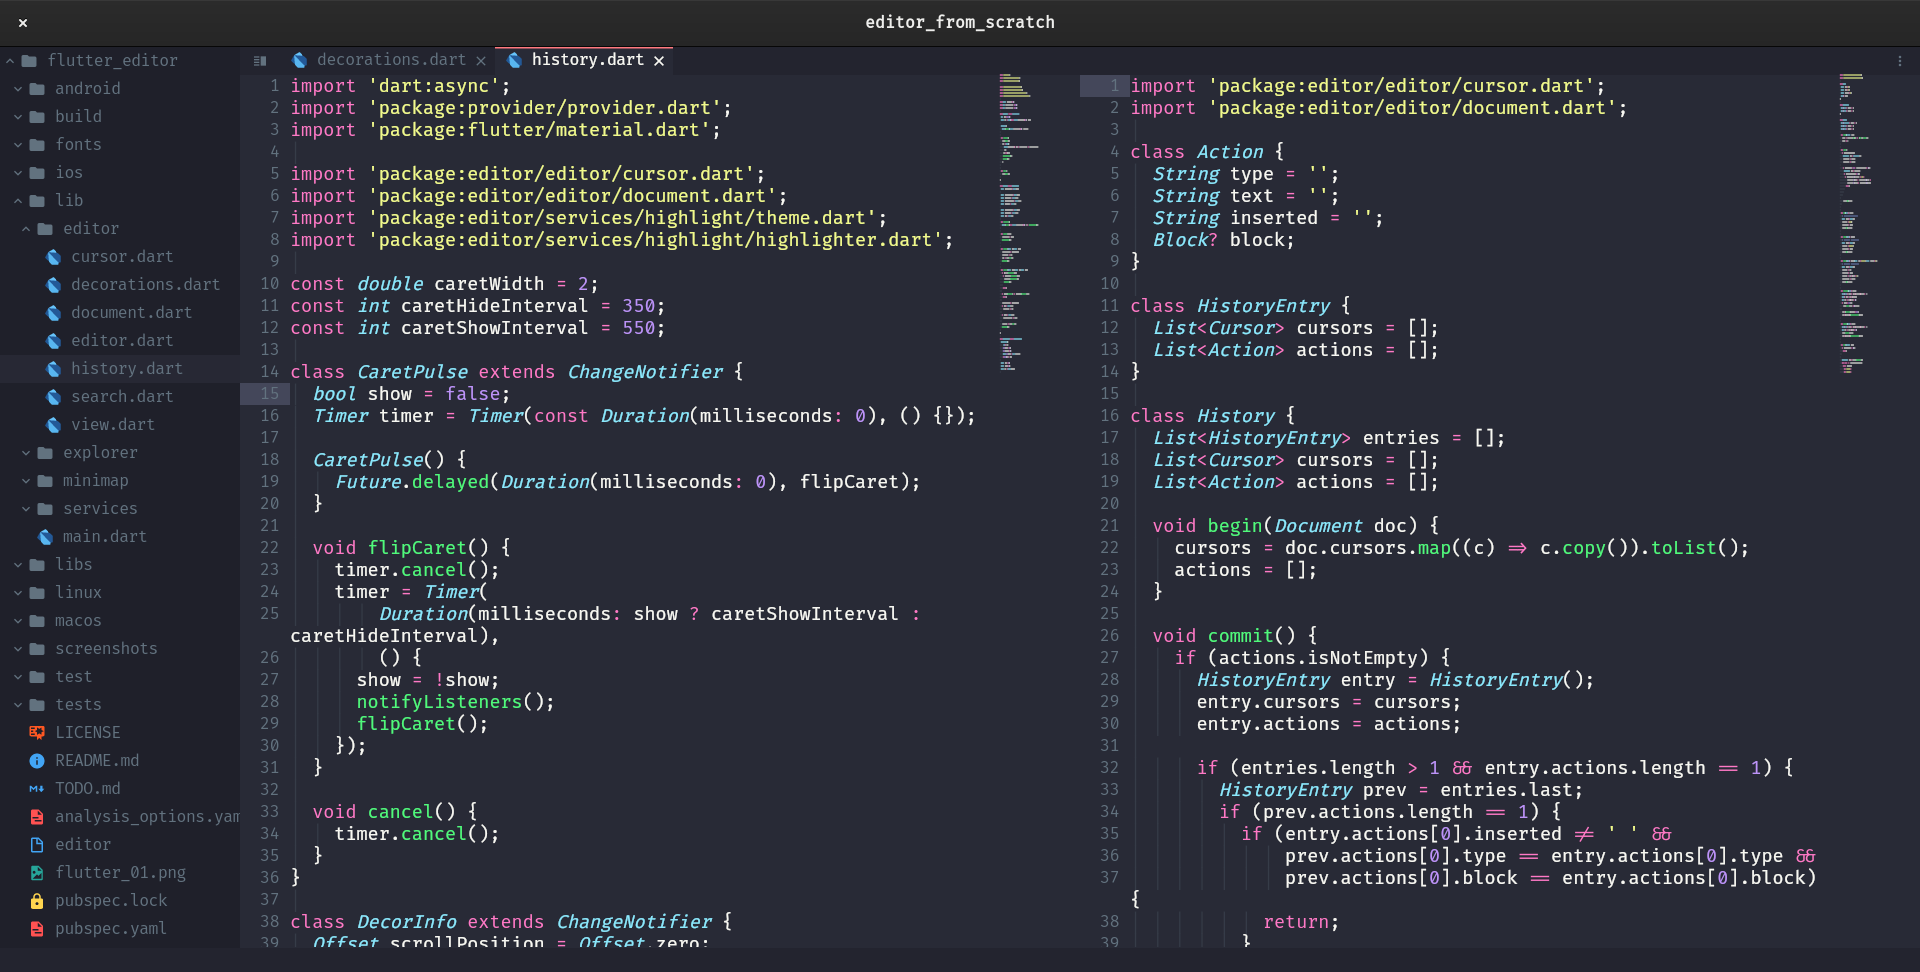 editor_from_scratch
flutter_editor
android
build
fonts
ios
lib
editor
cursor.dart
decorations.dart
document.dart
editor.dart
history.dart
search.dart
view.dart
explorer
minimap
services
main.dart
libs
linux
macos
screenshots
test
tests
LICENSE
README.md
TODO.md
analysis_options.yam
editor
flutter_01.png
pubspec.lock
pubspec.yaml
decorations.dart × history.dart ×
1 import 'dart:async';
2 import 'package:provider/provider.dart';
3 import 'package:flutter/material.dart';
4
5 import 'package:editor/editor/cursor.dart';
6 import 'package:editor/editor/document.dart';
7 import 'package:editor/services/highlight/theme.dart';
8 import 'package:editor/services/highlight/highlighter.dart';
9
10 const double caretWidth = 2;
11 const int caretHideInterval = 350;
12 const int caretShowInterval = 550;
13
14 class CaretPulse extends ChangeNotifier {
15 bool show = false;
16 Timer timer = Timer(const Duration(milliseconds: 0), () {});
17
18 CaretPulse() {
19 Future.delayed(Duration(milliseconds: 0), flipCaret);
20 }
21
22 void flipCaret() {
23 timer.cancel();
24 timer = Timer(
25 Duration(milliseconds: show ? caretShowInterval :
caretHideInterval),
26 () {
27 show = !show;
28 notifyListeners();
29 flipCaret();
30 });
31 }
32
33 void cancel() {
34 timer.cancel();
35 }
36 }
37
38 class DecorInfo extends ChangeNotifier {
39 Offset scrollPosition = Offset.zero;
1 import 'package:editor/editor/cursor.dart';
2 import 'package:editor/editor/document.dart';
3
4 class Action {
5 String type = '';
6 String text = '';
7 String inserted = '';
8 Block? block;
9 }
10
11 class HistoryEntry {
12 List<Cursor> cursors = [];
13 List<Action> actions = [];
14 }
15
16 class History {
17 List<HistoryEntry> entries = [];
18 List<Cursor> cursors = [];
19 List<Action> actions = [];
20
21 void begin(Document doc) {
22 cursors = doc.cursors.map((c) => c.copy()).toList();
23 actions = [];
24 }
25
26 void commit() {
27 if (actions.isNotEmpty) {
28 HistoryEntry entry = HistoryEntry();
29 entry.cursors = cursors;
30 entry.actions = actions;
31
32 if (entries.length > 1 && entry.actions.length == 1) {
33 HistoryEntry prev = entries.last;
34 if (prev.actions.length == 1) {
35 if (entry.actions[0].inserted != ' ' &&
36 prev.actions[0].type == entry.actions[0].type &&
37 prev.actions[0].block == entry.actions[0].block)
{
38 return;
39 }